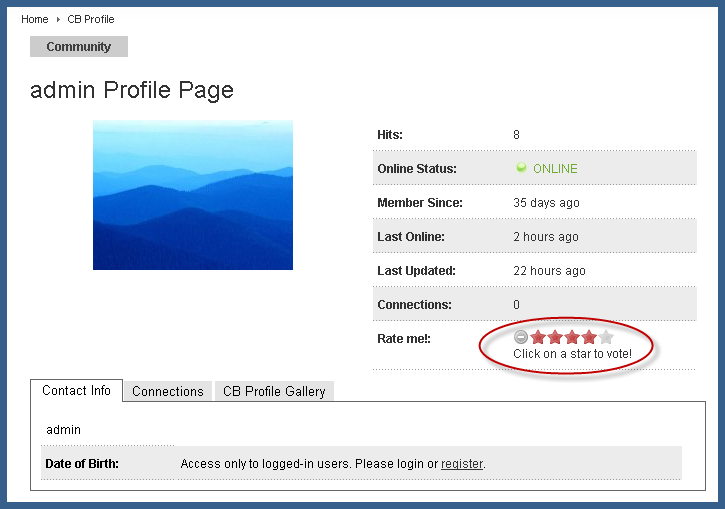 Home CB Profile
Community
admin Profile Page
Hits: 8
Online Status: ONLINE
Member Since: 35 days ago
Last Online: 2 hours ago
Last Updated: 22 hours ago
Connections: 0
Rate me!:
Click on a star to vote!
Contact Info Connections CB Profile Gallery
admin
Date of Birth: Access only to logged-in users. Please login or register.